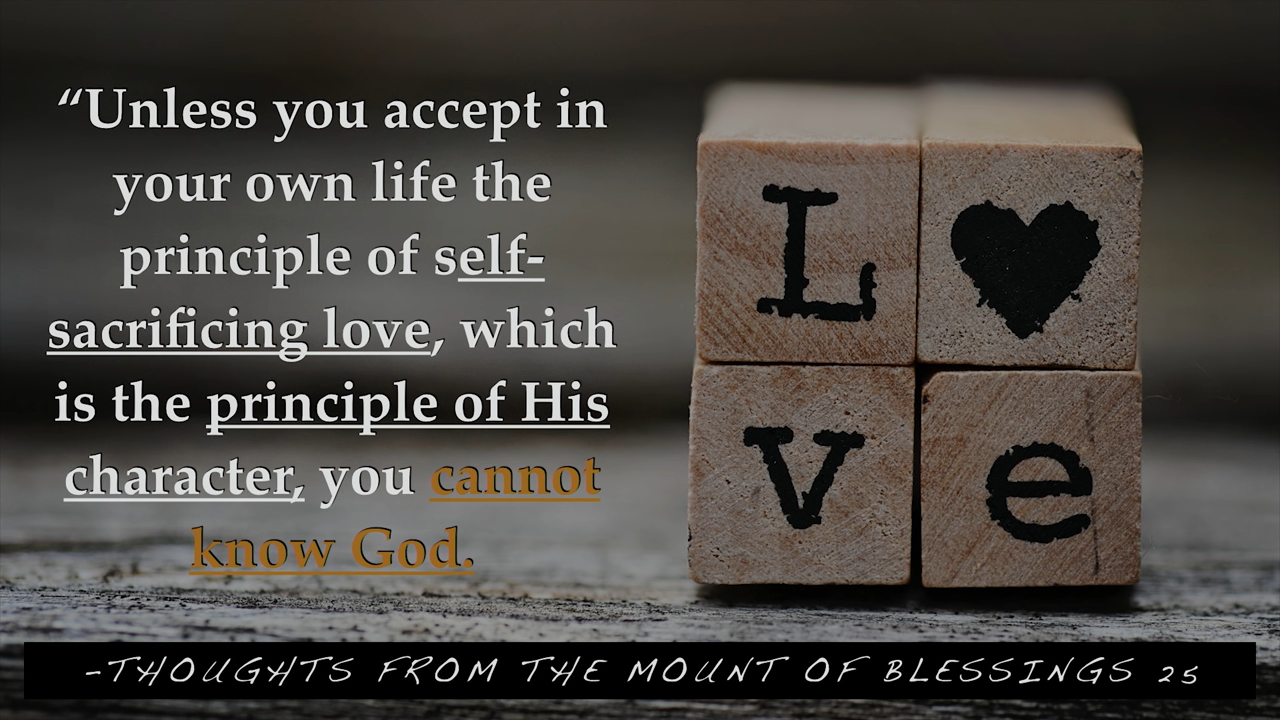 “Unless you accept in
your own life the
principle of self-
sacrificing love, which
is the principle of His
character, you cannot
know God.
L♥
ve
-THOUGHTS FROM THE MOUNT OF BLESSINGS 25